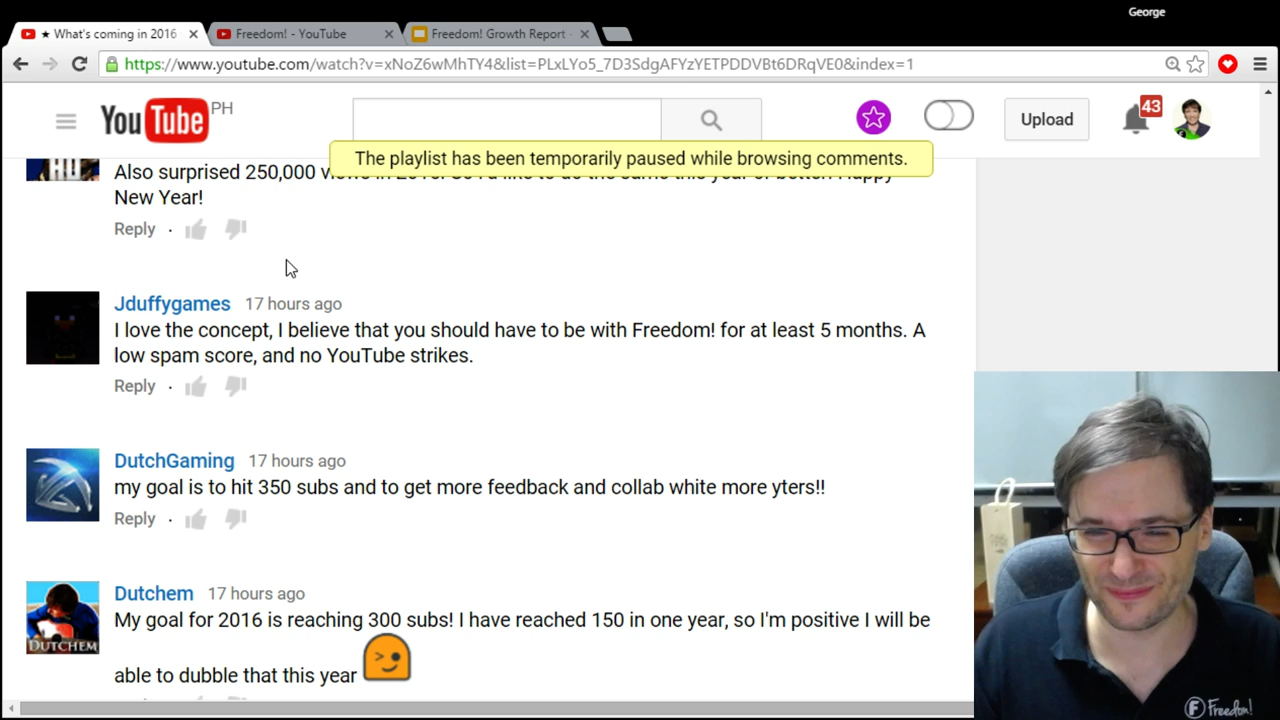 George
★ What's coming in 2016
Freedom! - YouTube
Freedom! Growth Report -
https://www.youtube.com/watch?v=xNoZ6wMhTY4&list=PLxLYo5_7D3SdgAFYzYETPDDVBt6DRqVE0&index=1
YouTube PH
Upload
43
The playlist has been temporarily paused while browsing comments.
Also surprised 250,000 views in
New Year!
Reply ·
Jduffygames 17 hours ago
I love the concept, I believe that you should have to be with Freedom! for at least 5 months. A
low spam score, and no YouTube strikes.
Reply ·
DutchGaming 17 hours ago
my goal is to hit 350 subs and to get more feedback and collab white more yters!!
Reply ·
Dutchem 17 hours ago
My goal for 2016 is reaching 300 subs! I have reached 150 in one year, so I'm positive I will be
able to dubble that this year
DUTCHEM
F Freedom!